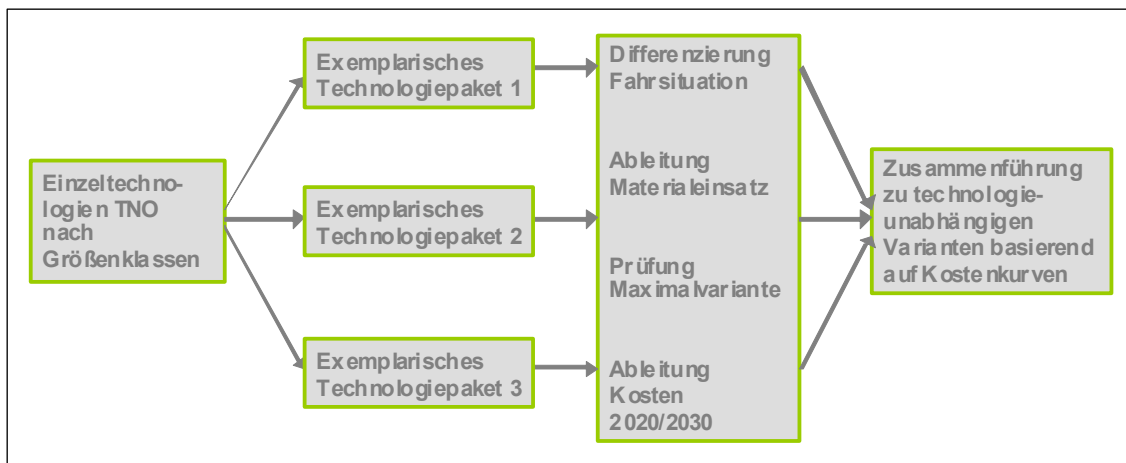 Einzeltechno-
logien TNO
nach
Größenklassen
Exemplarisches
Technologiepaket 1
Exemplarisches
Technologiepaket 2
Exemplarisches
Technologiepaket 3
Differenzierung
Fahrsituation
Ableitung
Materialeinsatz
Prüfung
Maximalvariante
Ableitung
Kosten
2020/2030
Zusammenführung
zu technologie-
unabhängigen
Varianten basierend
auf Kostenkurven